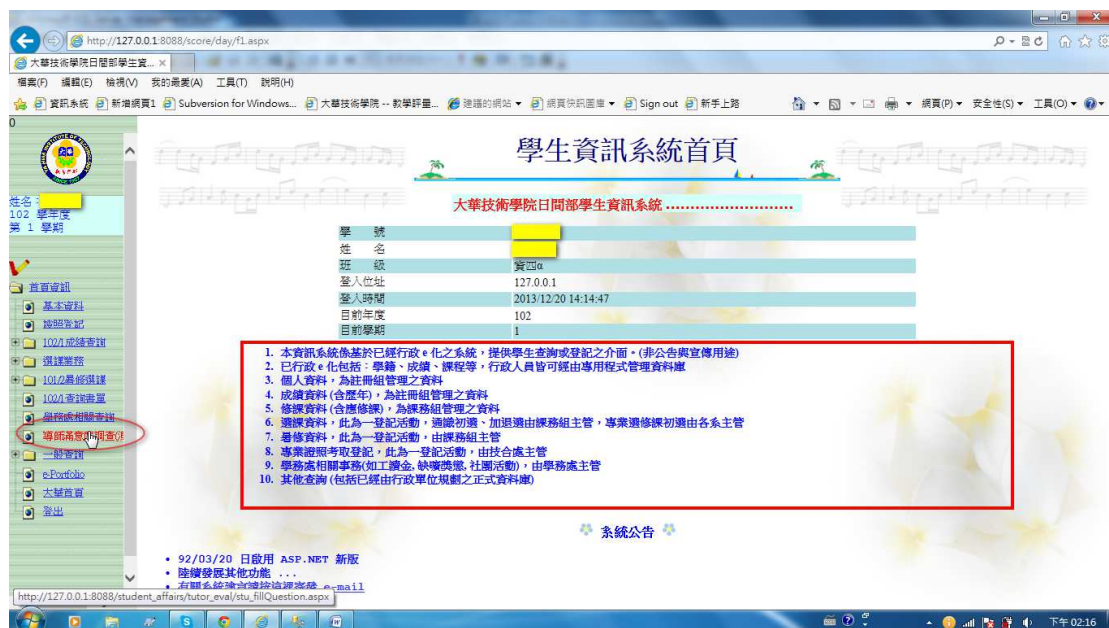 http://127.0.0.1:8088/score/day/f1.aspx
大華技術學院日間部學生資... ×
檔案(F) 編輯(E) 檢視(V) 我的最愛(A) 工具(T) 說明(H)
資訊系統 新增網頁1 Subversion for Windows... 大華技術學院 -- 教學評量... 建議的網站 網頁快訊圖庫 Sign out 新手上路 網頁(P) 安全性(S) 工具(O)
0
姓名:
102 學年度
第 1 學期
首頁資訊
基本資料
證照登記
102/1成績查詢
選課業務
101/2暑修選課
102/1查詢書單
學務處相關查詢
導師滿意度調查(
一般查詢
e-Portfolio
大華首頁
登出
學生資訊系統首頁
大華技術學院日間部學生資訊系統 ..........................
學 號
姓 名
班 級 資四α
登入位址 127.0.0.1
登入時間 2013/12/20 14:14:47
目前年度 102
目前學期 1
1. 本資訊系統係基於已經行政 e 化之系統,提供學生查詢或登記之介面。(非公告與宣傳用途)
2. 已行政 e 化包括:學籍、成績、課程等,行政人員皆可經由專用程式管理資料庫
3. 個人資料,為註冊組管理之資料
4. 成績資料 (含歷年),為註冊組管理之資料
5. 修課資料 (含應修課),為課務組管理之資料
6. 選課資料,此為一登記活動,通識初選、加退選由課務組主管,專業選修課初選由各系主管
7. 暑修資料,此為一登記活動,由課務組主管
8. 專業證照考取登記,此為一登記活動,由技合處主管
9. 學務處相關事務(如工讀金, 缺曠獎懲, 社團活動),由學務處主管
10. 其他查詢 (包括已經由行政單位規劃之正式資料庫)
系統公告
• 92/03/20 日啟用 ASP.NET 新版
• 陸續發展其他功能 ...
• 有關系統建言請按這裡寄發 e-mail
http://127.0.0.1:8088/student_affairs/tutor_eval/stu_fillQuestion.aspx
下午 02:16